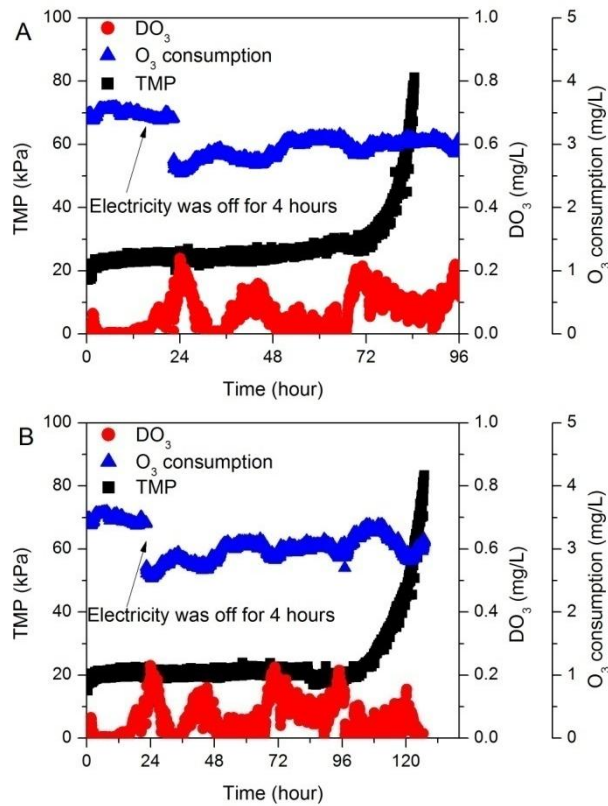 A
DO₃
O₃ consumption
TMP
Electricity was off for 4 hours
TMP (kPa)
100
80
60
40
20
0
0 24 48 72 96
Time (hour)
1.0
0.8
0.6
0.4
0.2
0.0
DO₃ (mg/L)
5
4
3
2
1
0
O₃ consumption (mg/L)
B
DO₃
O₃ consumption
TMP
Electricity was off for 4 hours
TMP (kPa)
100
80
60
40
20
0
0 24 48 72 96 120
Time (hour)
1.0
0.8
0.6
0.4
0.2
0.0
DO₃ (mg/L)
5
4
3
2
1
0
O₃ consumption (mg/L)